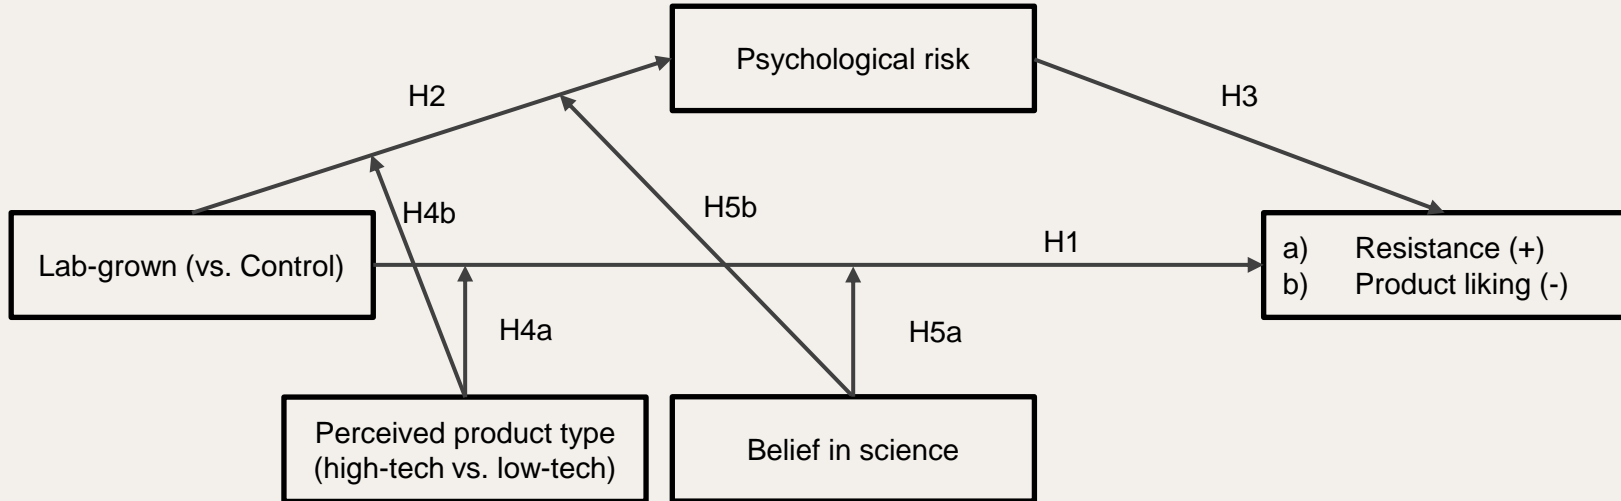 Psychological risk
H2
H3
H4b
H5b
Lab-grown (vs. Control)
H1
a) Resistance (+)
b) Product liking (-)
H4a
H5a
Perceived product type
(high-tech vs. low-tech)
Belief in science